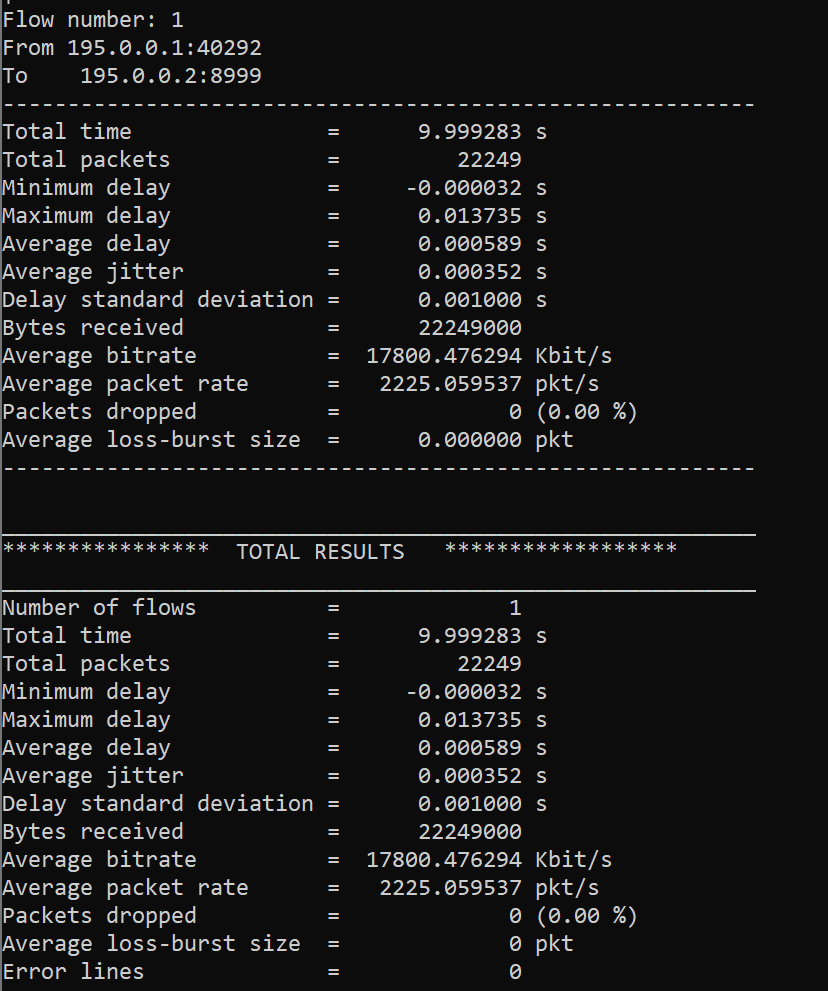 Flow number: 1
From 195.0.0.1:40292
To    195.0.0.2:8999
----------------------------------------------------------
Total time               =      9.999283 s
Total packets            =         22249
Minimum delay            =     -0.000032 s
Maximum delay            =      0.013735 s
Average delay            =      0.000589 s
Average jitter           =      0.000352 s
Delay standard deviation =      0.001000 s
Bytes received           =      22249000
Average bitrate          =  17800.476294 Kbit/s
Average packet rate      =   2225.059537 pkt/s
Packets dropped          =             0 (0.00 %)
Average loss-burst size  =      0.000000 pkt
----------------------------------------------------------
__________________________________________________________
****************  TOTAL RESULTS   ******************
__________________________________________________________
Number of flows          =             1
Total time               =      9.999283 s
Total packets            =         22249
Minimum delay            =     -0.000032 s
Maximum delay            =      0.013735 s
Average delay            =      0.000589 s
Average jitter           =      0.000352 s
Delay standard deviation =      0.001000 s
Bytes received           =      22249000
Average bitrate          =  17800.476294 Kbit/s
Average packet rate      =   2225.059537 pkt/s
Packets dropped          =             0 (0.00 %)
Average loss-burst size  =             0 pkt
Error lines              =             0